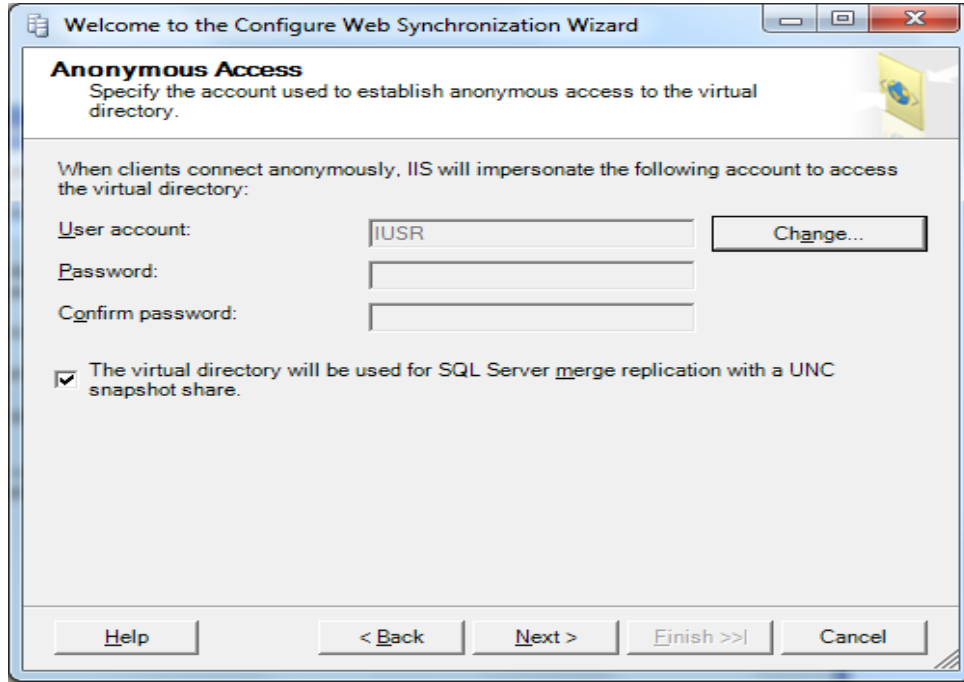 Welcome to the Configure Web Synchronization Wizard
Anonymous Access
Specify the account used to establish anonymous access to the virtual
directory.
When clients connect anonymously, IIS will impersonate the following account to access
the virtual directory:
User account:
IUSR
Change...
Password:
Confirm password:
The virtual directory will be used for SQL Server merge replication with a UNC
snapshot share.
Help
< Back
Next >
Finish >>|
Cancel